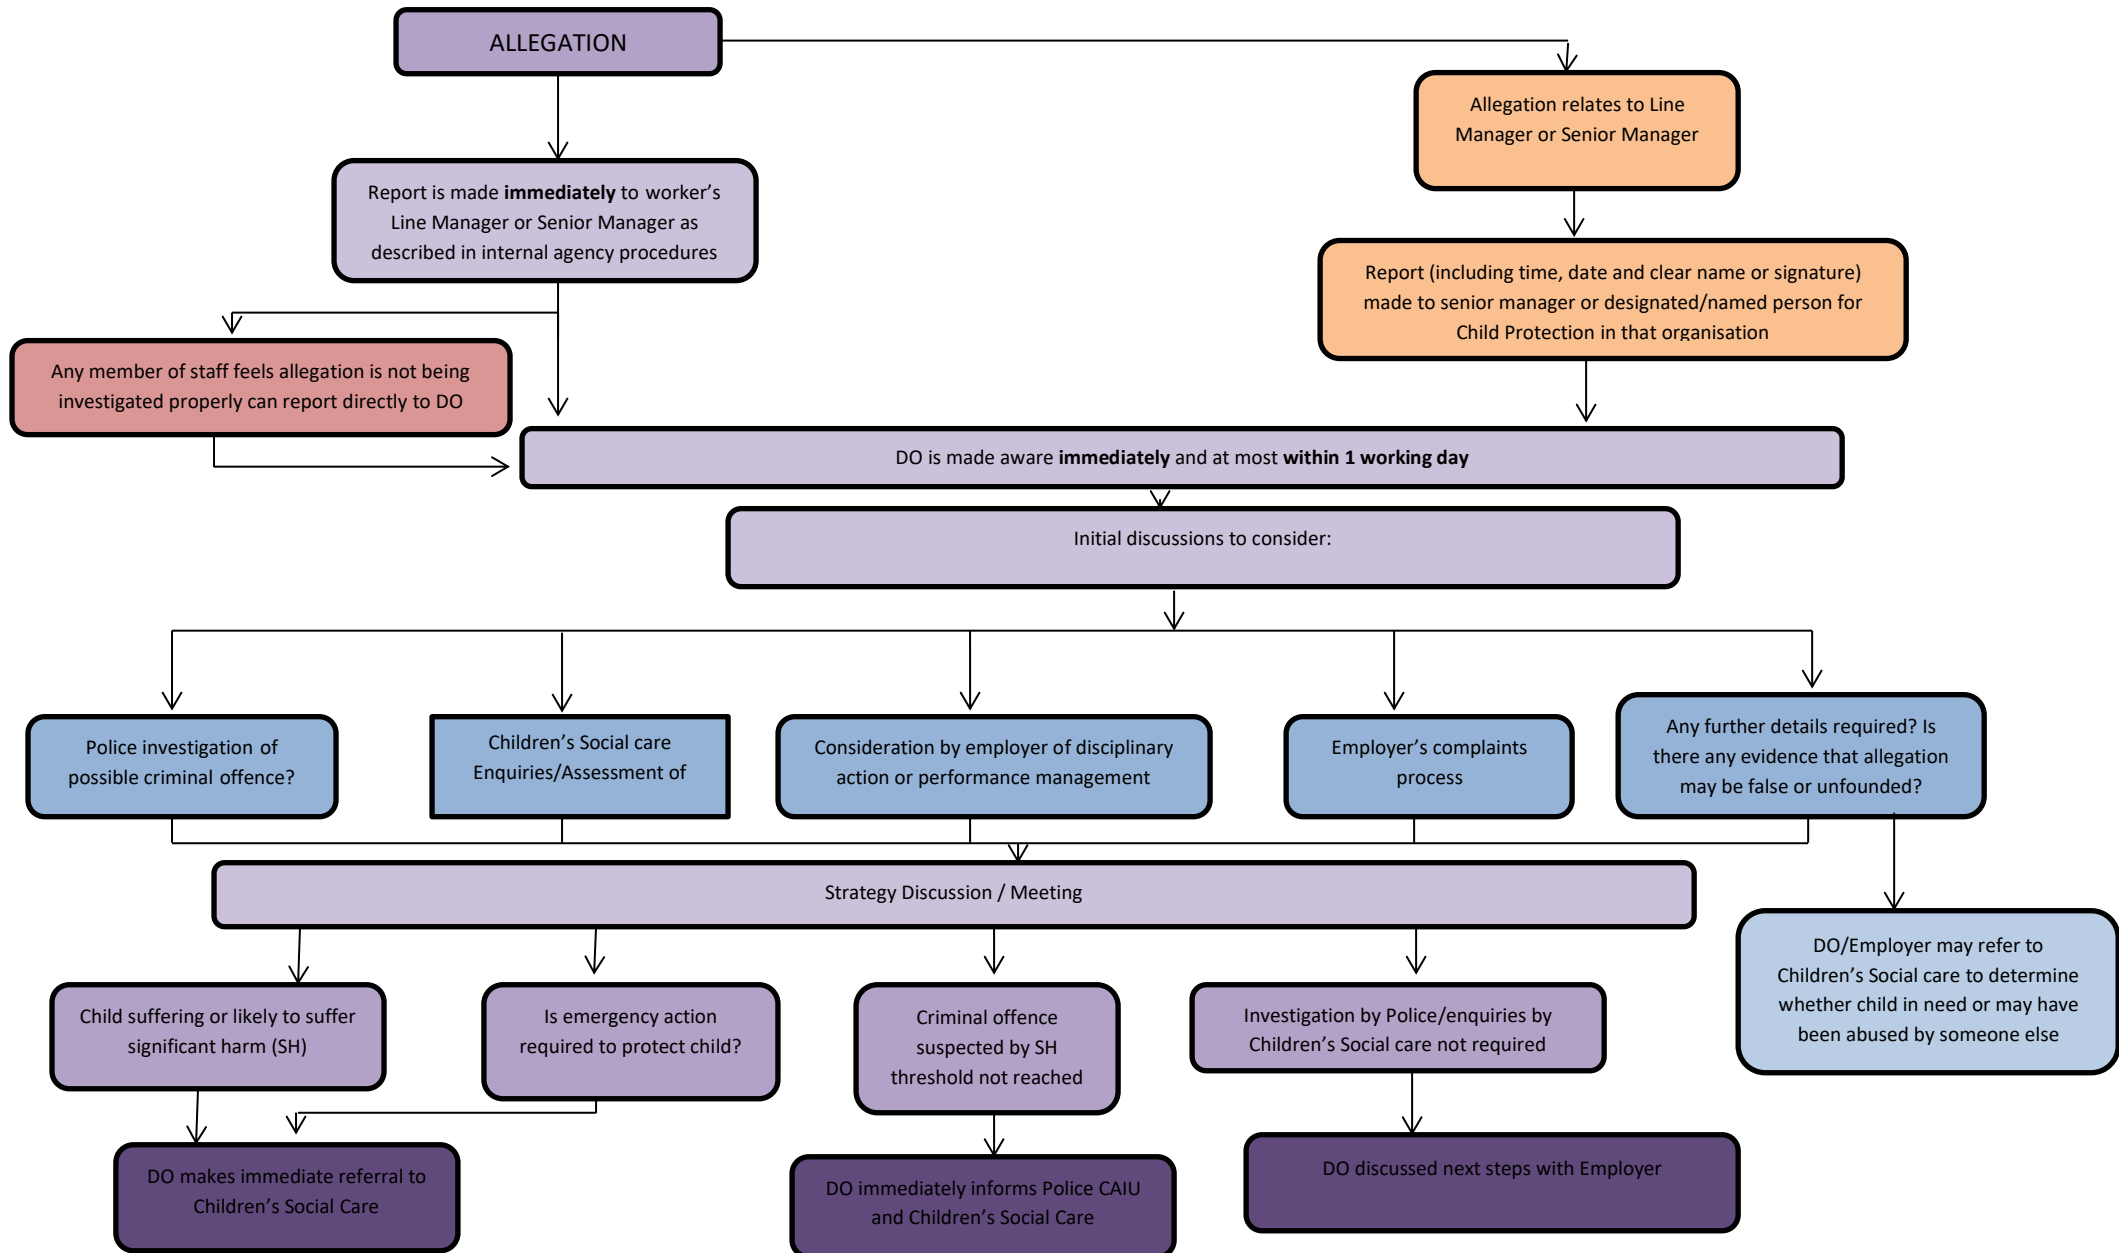 ALLEGATION
Allegation relates to Line
Manager or Senior Manager
Report is made immediately to worker's
Line Manager or Senior Manager as
described in internal agency procedures
Report (including time, date and clear name or signature)
made to senior manager or designated/named person for
Child Protection in that organisation
Any member of staff feels allegation is not being
investigated properly can report directly to DO
DO is made aware immediately and at most within 1 working day
Initial discussions to consider:
Police investigation of
possible criminal offence?
Children's Social care
Enquiries/Assessment of
Consideration by employer of disciplinary
action or performance management
Employer's complaints
process
Any further details required? Is
there any evidence that allegation
may be false or unfounded?
Strategy Discussion / Meeting
DO/Employer may refer to
Children's Social care to determine
whether child in need or may have
been abused by someone else
Child suffering or likely to suffer
significant harm (SH)
Is emergency action
required to protect child?
Criminal offence
suspected by SH
threshold not reached
Investigation by Police/enquiries by
Children's Social care not required
DO makes immediate referral to
Children's Social Care
DO immediately informs Police CAIU
and Children's Social Care
DO discussed next steps with Employer